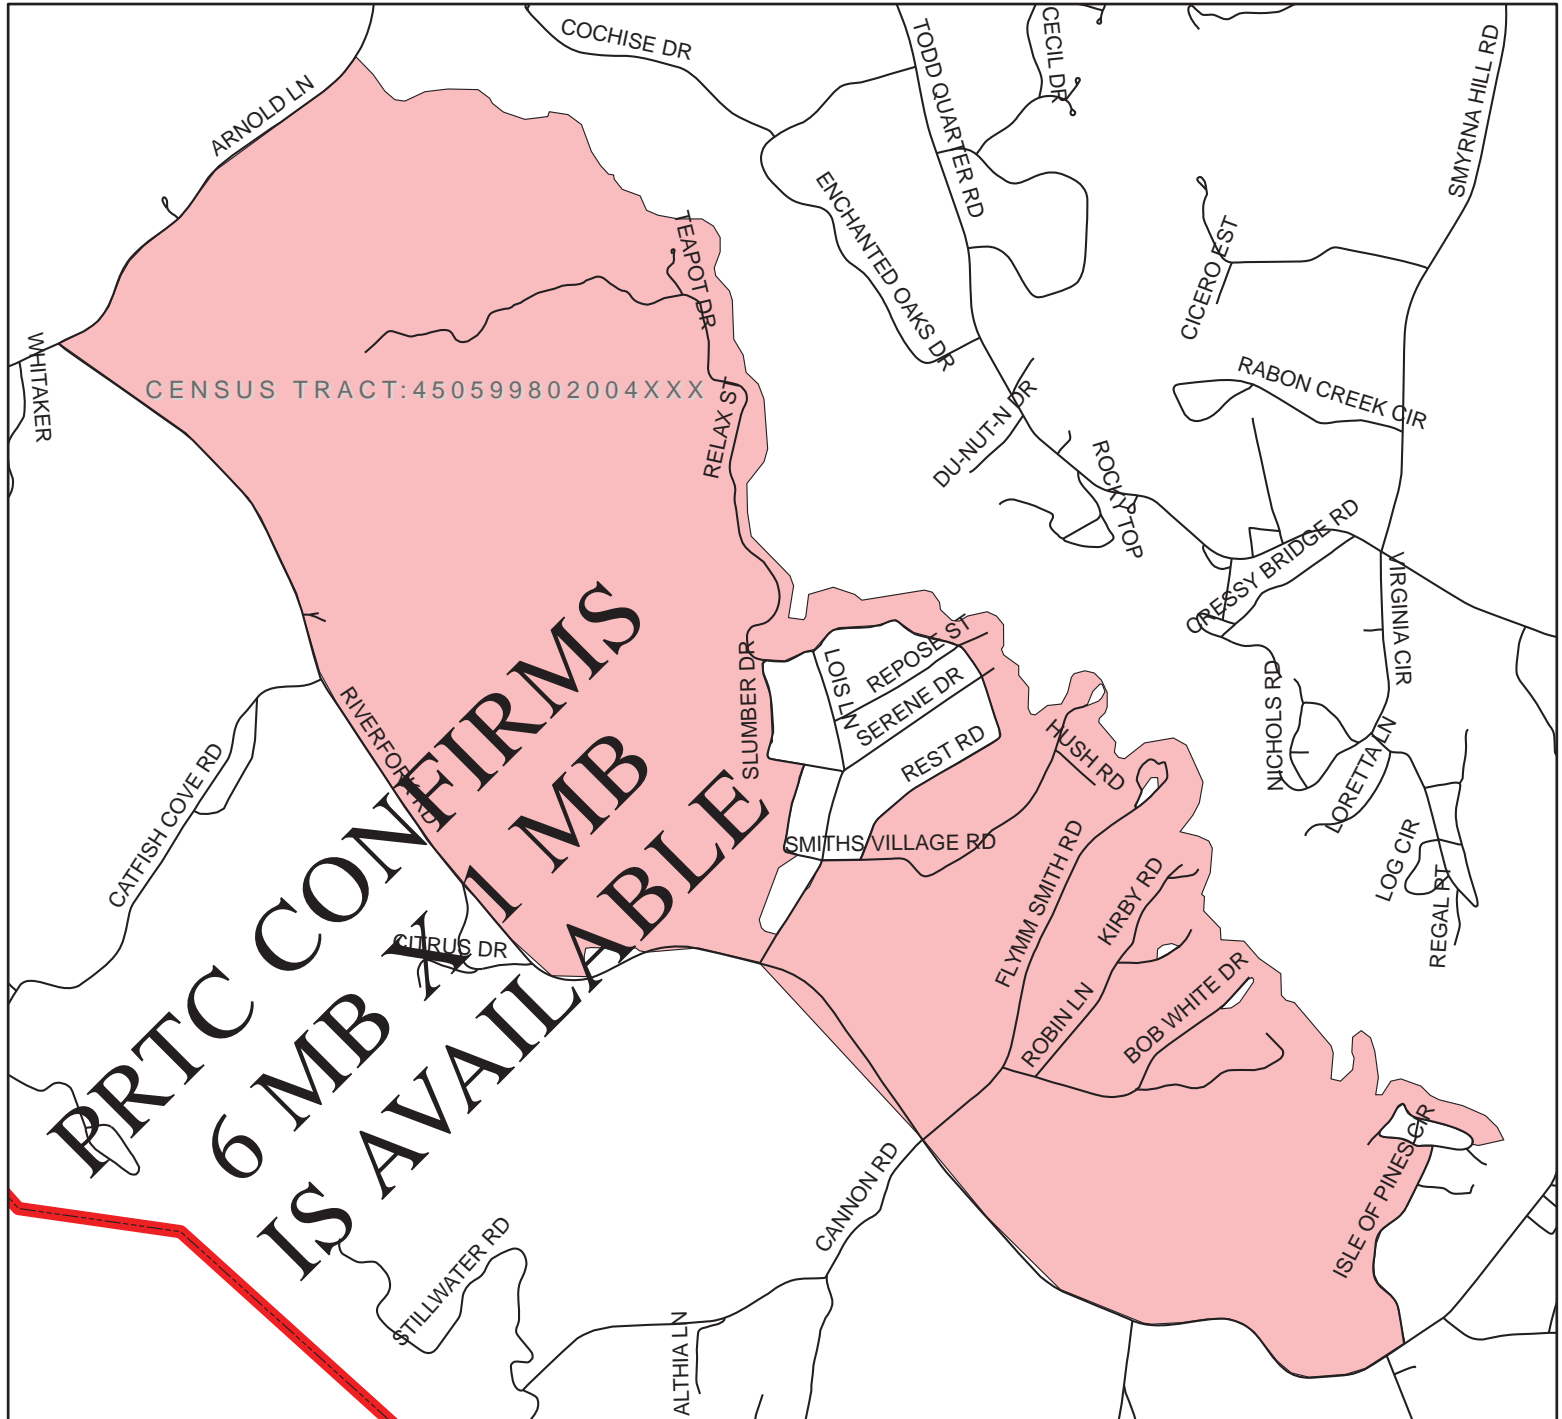 COCHISE DR
CECIL DR
TODD QUARTER RD
SMYRNA HILL RD
ARNOLD LN
ENCHANTED OAKS DR
TEAPOT DR
CICERO EST
WHITAKER
CENSUS TRACT:450599802004XXX
RELAX ST
DU-NUT-N DR
RABON CREEK CIR
ROCKY TOP
CRESSY BRIDGE RD
VIRGINIA CIR
NICHOLS RD
LORETTA LN
LOG CIR
REGAL PT
SLUMBER DR
LOIS LN
REPOSE ST
SERENE DR
REST RD
HUSH RD
SMITHS VILLAGE RD
RIVERFORK RD
CATFISH COVE RD
CITRUS DR
PRTC CONFIRMS
6 MB X 1 MB
IS AVAILABLE
FLYMM SMITH RD
KIRBY RD
ROBIN LN
BOB WHITE DR
ISLE OF PINES CIR
CANNON RD
STILLWATER RD
ALTHIA LN